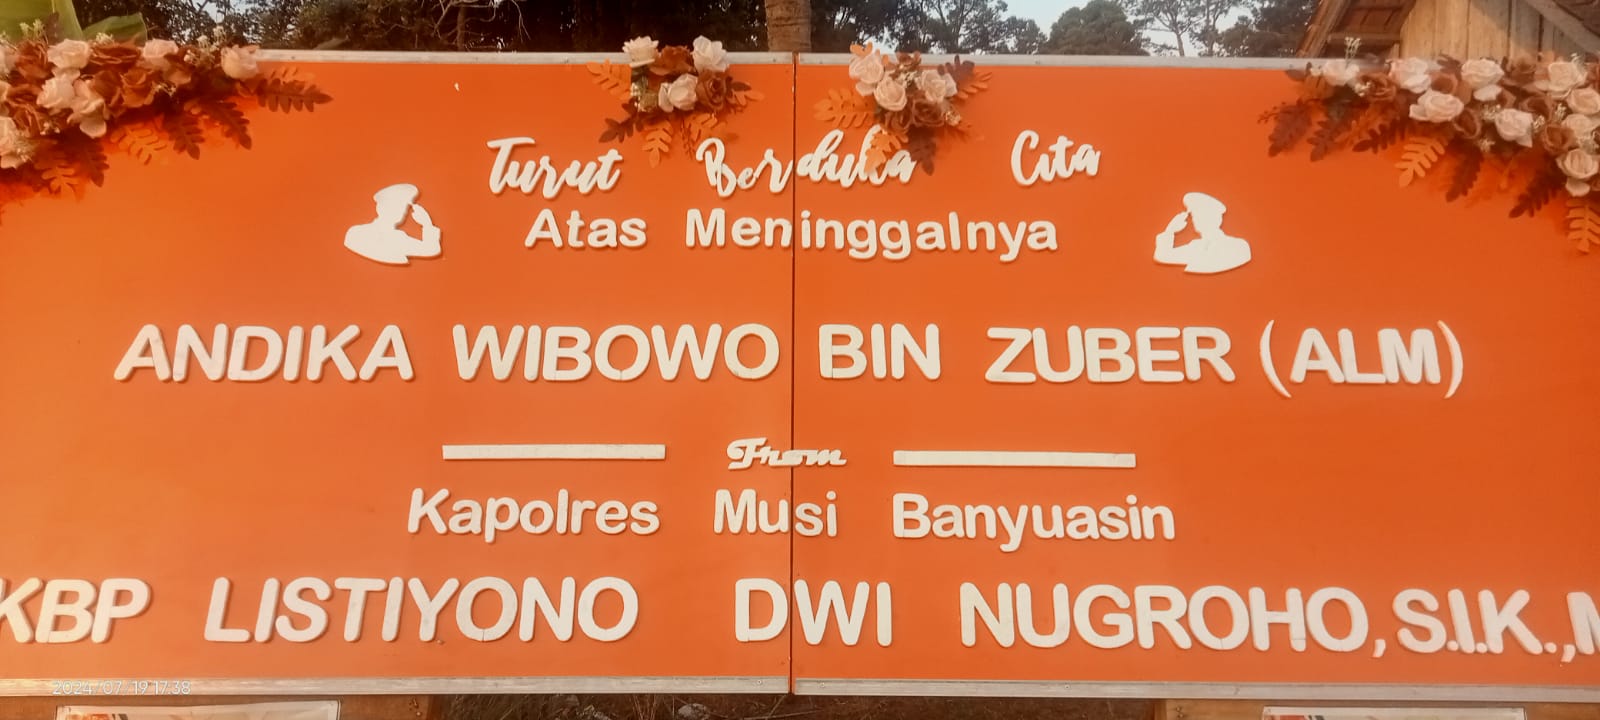 Turut Berduka Cita
Atas Meninggalnya
ANDIKA WIBOWO BIN ZUBER (ALM)
From
Kapolres Musi Banyuasin
KBP LISTIYONO DWI NUGROHO, S.I.K.,M
2024/07/19 17:38